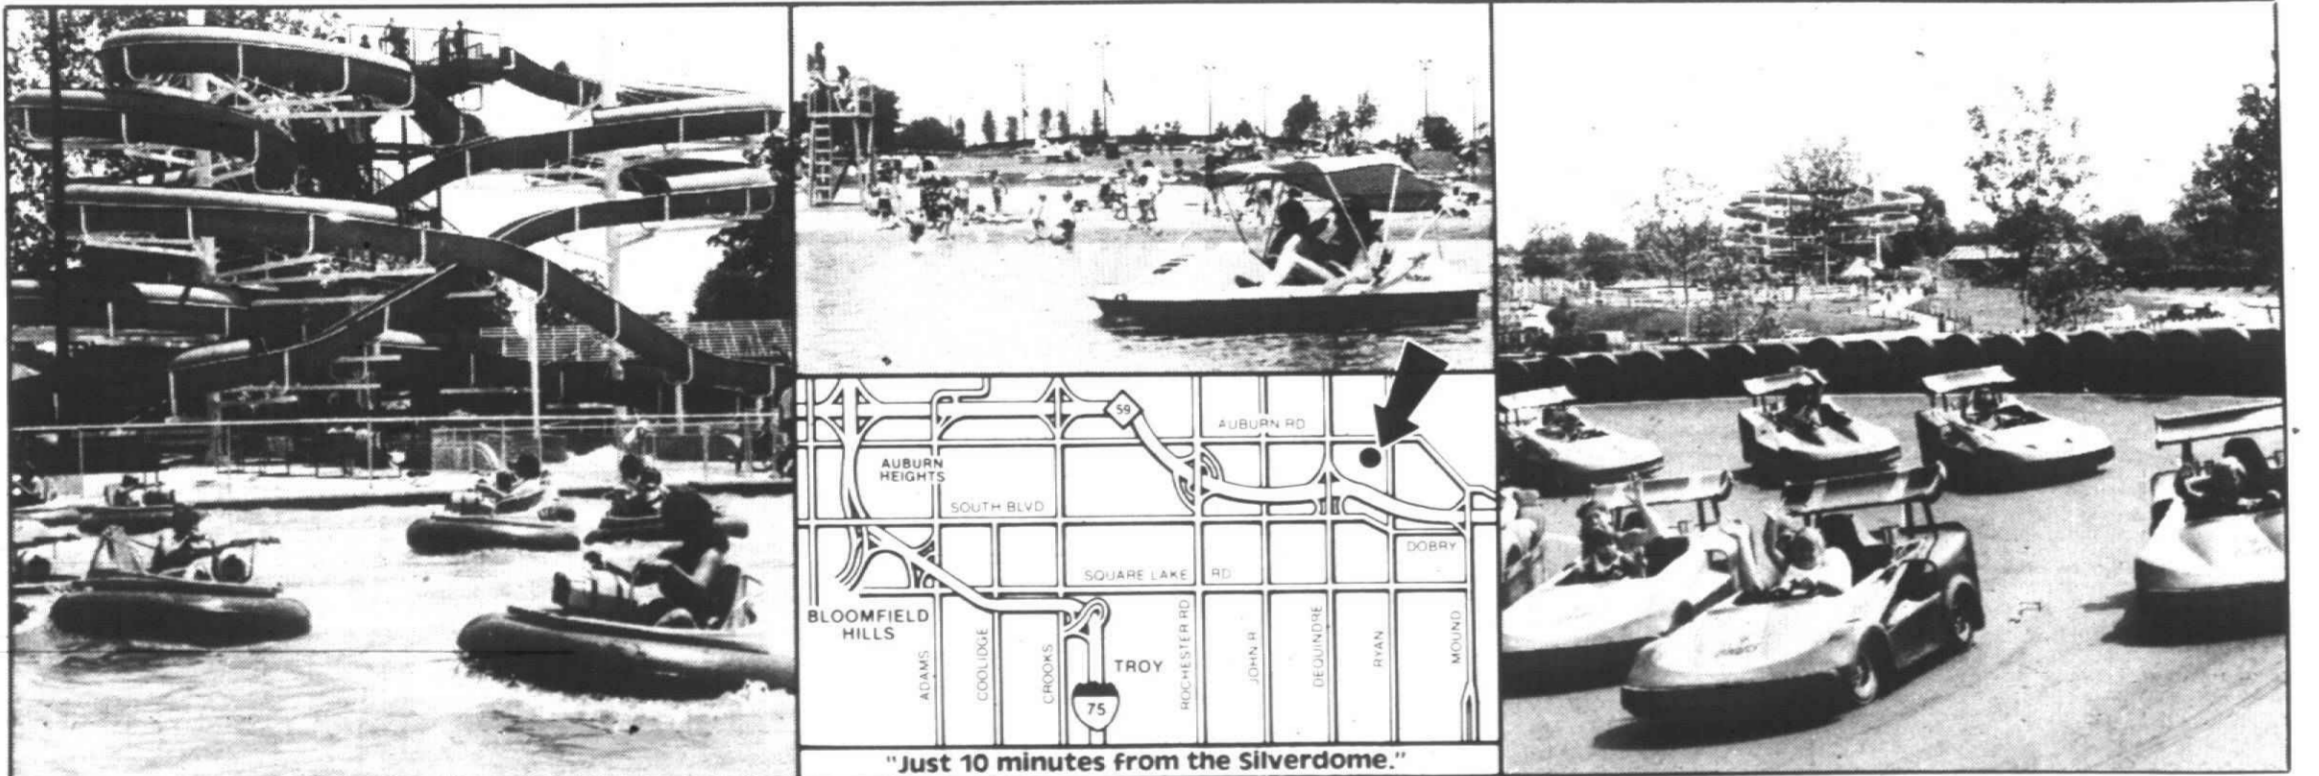 59
AUBURN RD
AUBURN
HEIGHTS
SOUTH BLVD
DOBRY
SQUARE LAKE RD
BLOOMFIELD
HILLS
ADAMS
COOLIDGE
CROOKS
TROY
ROCHESTER RD
JOHN R
DEQUINDRE
RYAN
MOUND
75
"Just 10 minutes from the Silverdome."